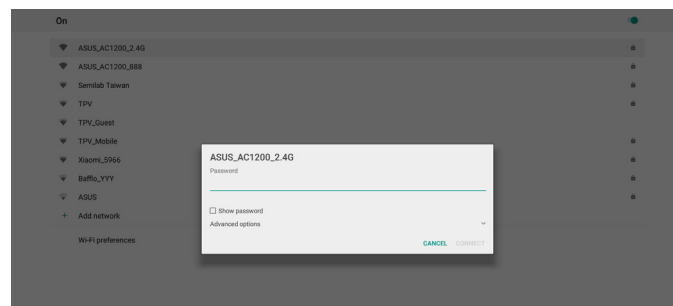 On
ASUS_AC1200_2.4G
ASUS_AC1200_888
Semilab Taiwan
TPV
TPV_Guest
TPV_Mobile
Xiaomi_5966
Baffio_YYY
ASUS
+ Add network
Wi-Fi preferences
ASUS_AC1200_2.4G
Password
Show password
Advanced options
CANCEL CONNECT